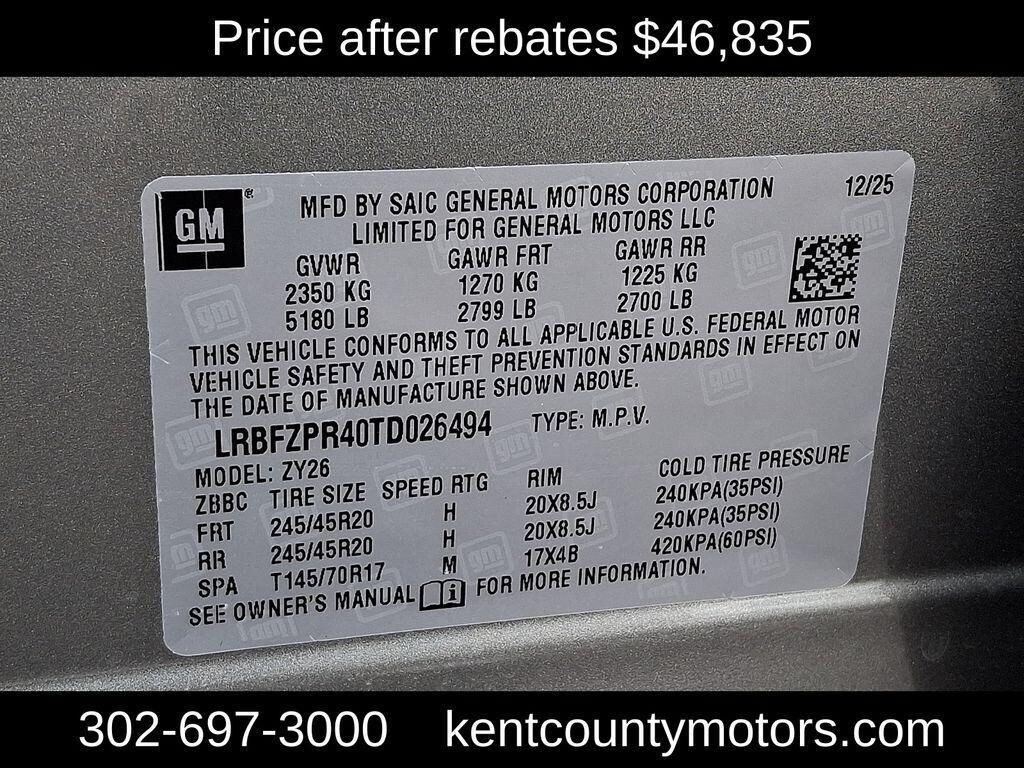 Price after rebates $46,835
GM ®
MFD BY SAIC GENERAL MOTORS CORPORATION 12/25
LIMITED FOR GENERAL MOTORS LLC
GVWR GAWR FRT GAWR RR
2350 KG 1270 KG 1225 KG
5180 LB 2799 LB 2700 LB
THIS VEHICLE CONFORMS TO ALL APPLICABLE U.S. FEDERAL MOTOR
VEHICLE SAFETY AND THEFT PREVENTION STANDARDS IN EFFECT ON
THE DATE OF MANUFACTURE SHOWN ABOVE.
LRBFZPR40TD026494 TYPE: M.P.V.
MODEL: ZY26
ZBBC TIRE SIZE SPEED RTG RIM COLD TIRE PRESSURE
FRT 245/45R20 H 20X8.5J 240KPA(35PSI)
RR 245/45R20 H 20X8.5J 240KPA(35PSI)
SPA T145/70R17 M 17X4B 420KPA(60PSI)
SEE OWNER'S MANUAL i FOR MORE INFORMATION.
302-697-3000 kentcountymotors.com